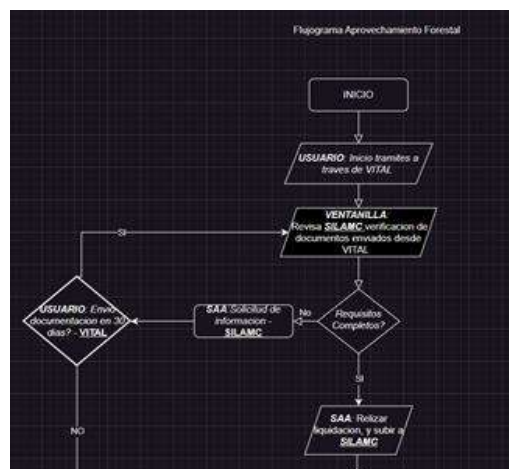 Flujograma Aprovechamiento Forestal
INICIO
USUARIO: Inicio tramites a
traves de VITAL
VENTANILLA:
Revisa SILAMC verificacion de
documentos enviados desde
VITAL
SI
USUARIO: Envio
documentacion en 30
dias? - VITAL
SAA:Solicitud de
informacion -
SILAMC
No
Requisitos
Completos?
SI
SAA: Relizar
liquidacion, y subir a
SILAMC
NO